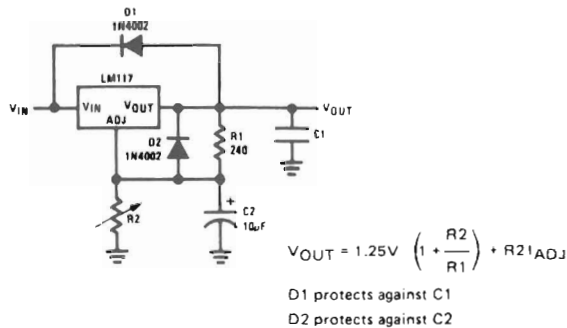 D1
1N4002
LM117
VIN
VIN
VOUT
VOUT
ADJ
D2
1N4002
R1
240
C1
R2
+
C2
10μF
VOUT = 1.25V (1 + R2/R1) + R2IADJ
D1 protects against C1
D2 protects against C2